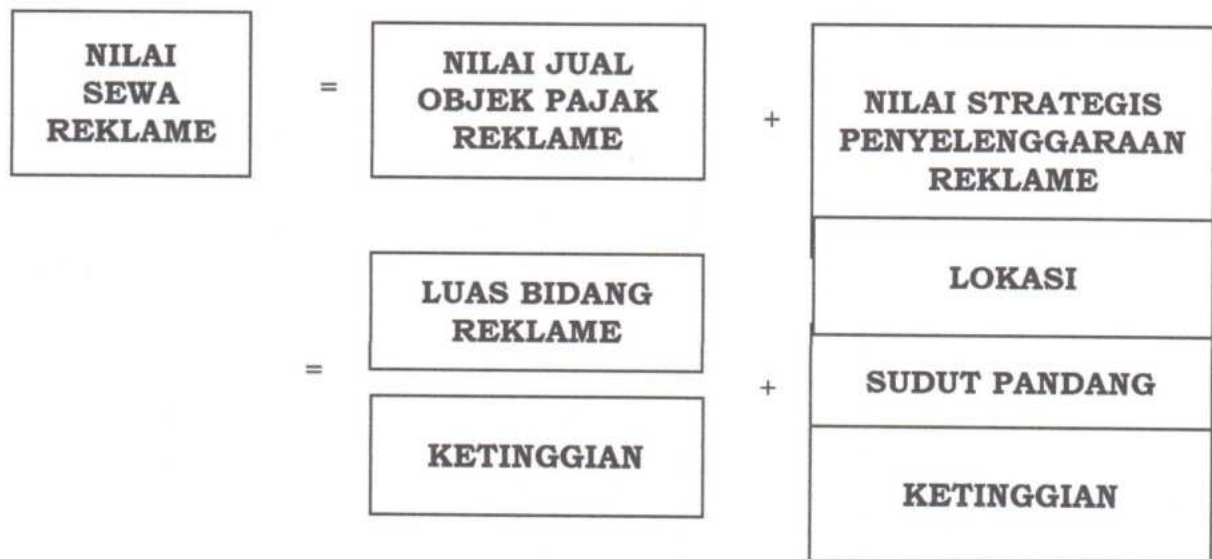 NILAI
SEWA
REKLAME
=
NILAI JUAL
OBJEK PAJAK
REKLAME
+
NILAI STRATEGIS
PENYELENGGARAAN
REKLAME
=
LUAS BIDANG
REKLAME
KETINGGIAN
+
LOKASI
SUDUT PANDANG
KETINGGIAN